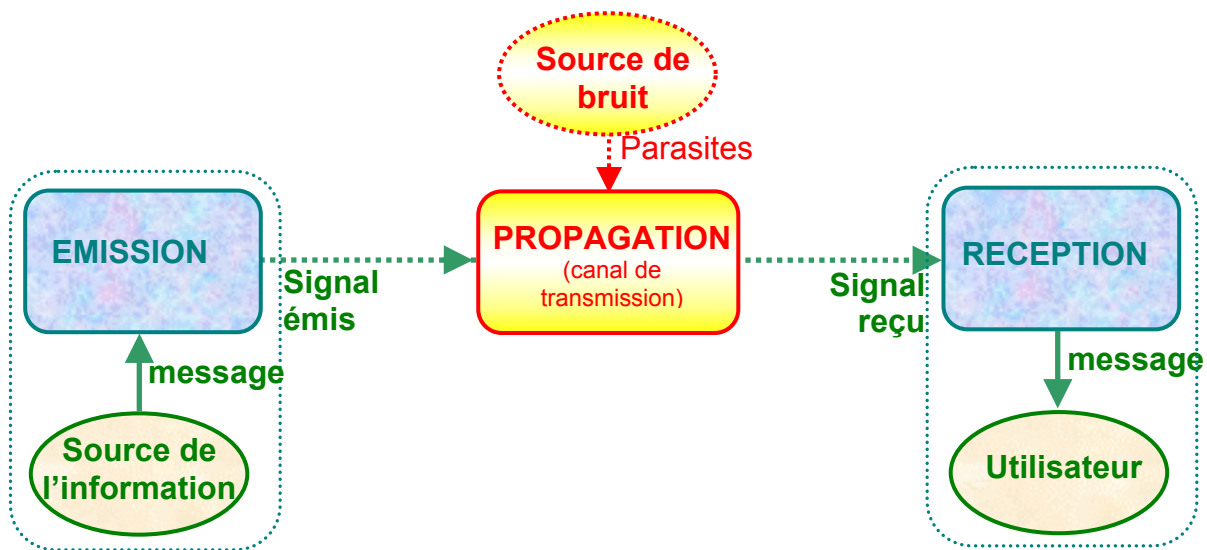 Source de
bruit
Parasites
EMISSION
Signal
émis
PROPAGATION
(canal de
transmission)
Signal
reçu
RECEPTION
message
Source de
l’information
message
Utilisateur